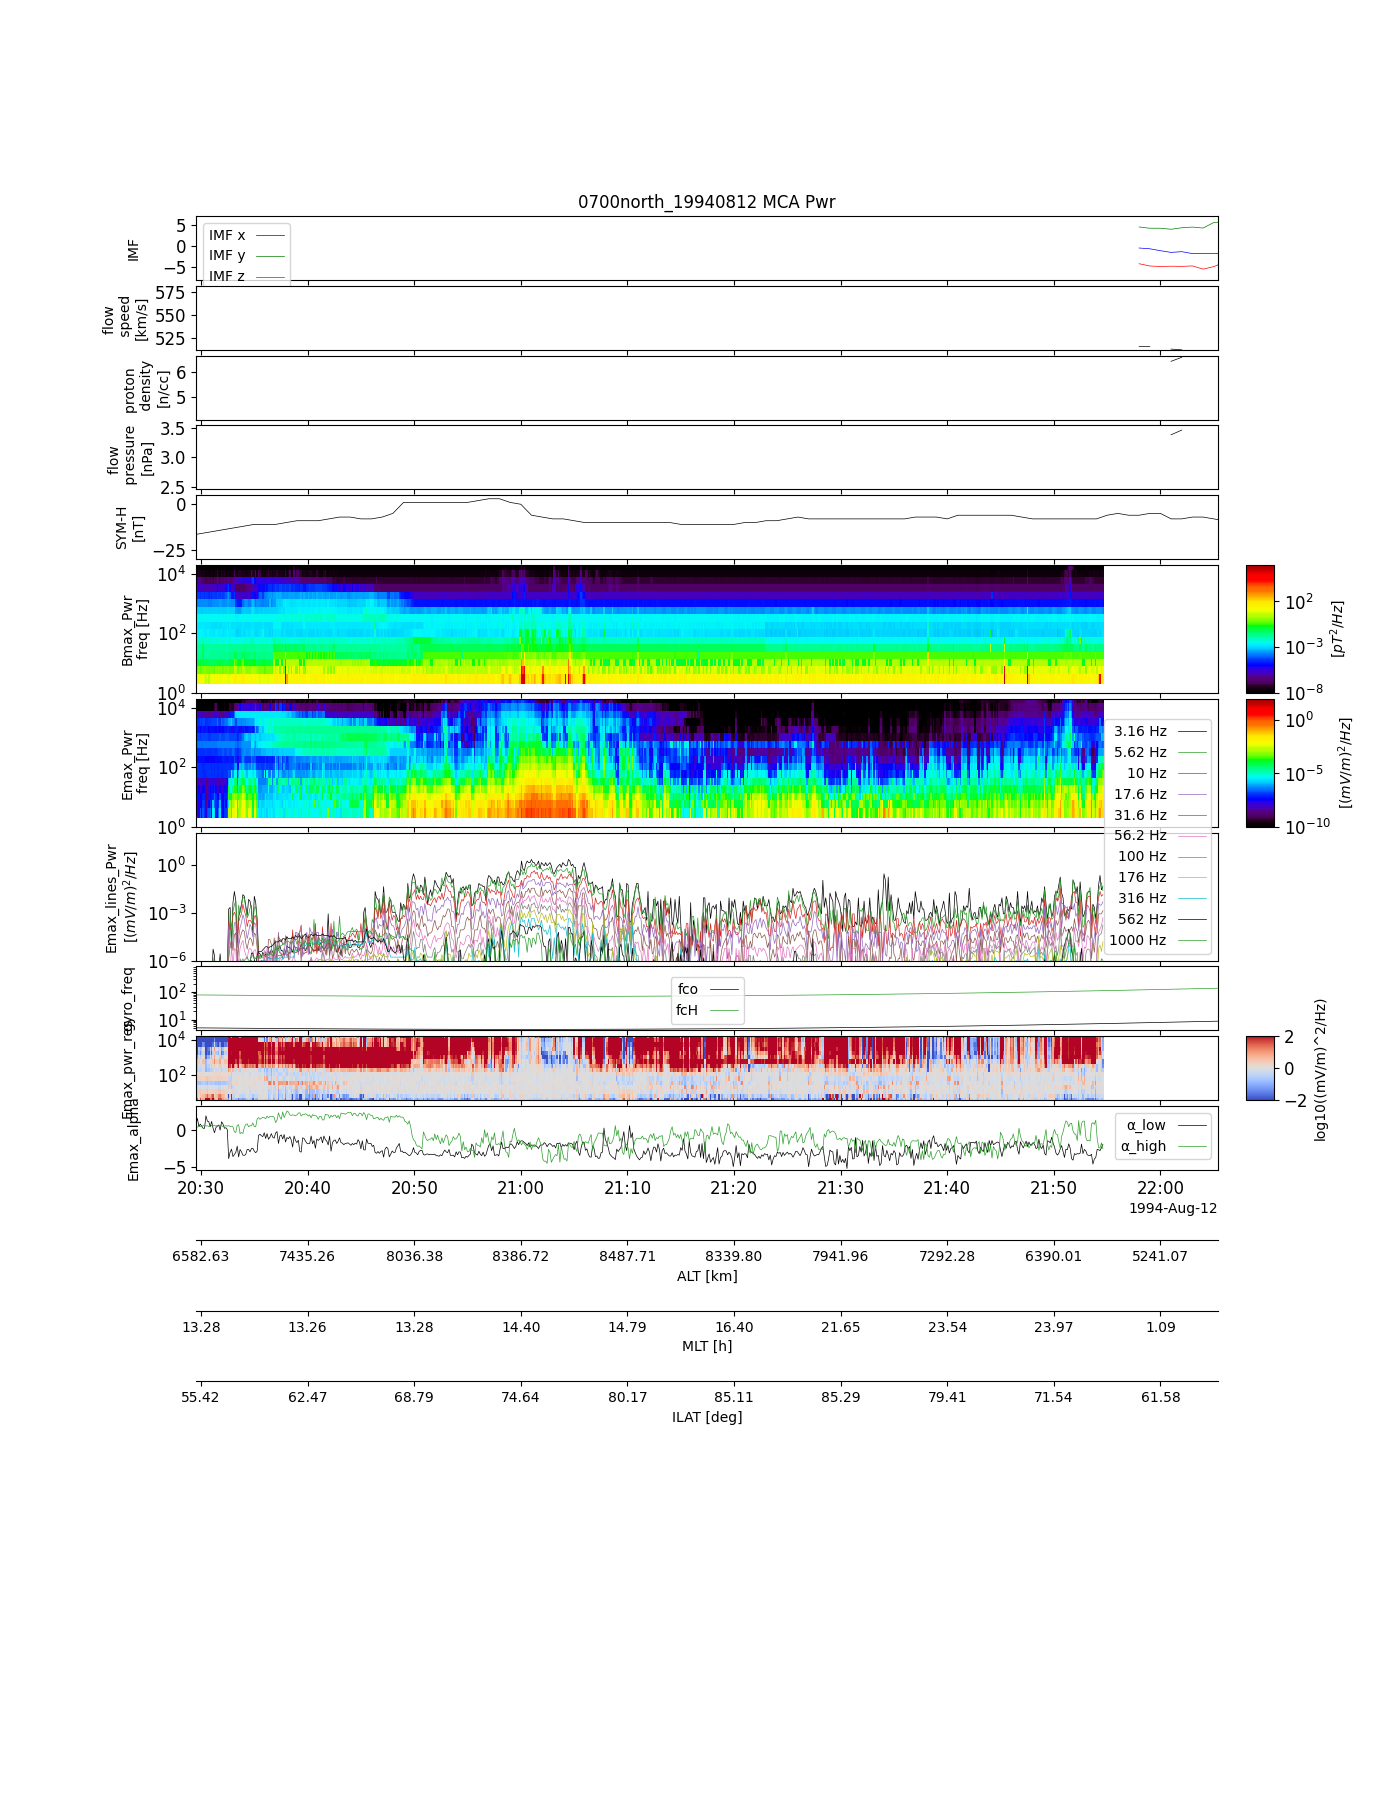 0700north_19940812 MCA Pwr
IMF
5
0
−5
IMF x
IMF y
IMF z
flow
speed
[km/s]
575
550
525
proton
density
[n/cc]
6
5
flow
pressure
[nPa]
3.5
3.0
2.5
SYM-H
[nT]
0
−25
Bmax_Pwr
freq [Hz]
10^4
10^2
10^0
10^2
10^−3
10^−8
[pT^2/Hz]
Emax_Pwr
freq [Hz]
10^4
10^2
10^0
10^0
10^−5
10^−10
[(mV/m)^2/Hz]
3.16 Hz
5.62 Hz
10 Hz
17.6 Hz
31.6 Hz
56.2 Hz
100 Hz
176 Hz
316 Hz
562 Hz
1000 Hz
Emax_lines_Pwr
[(mV/m)^2/Hz]
10^0
10^−3
10^−6
gyro_freq
10^2
10^1
fco
fcH
Emax_pwr_reg
10^4
10^2
2
0
−2
log10((mV/m)^2/Hz)
Emax_alpha
0
−5
α_low
α_high
20:30 20:40 20:50 21:00 21:10 21:20 21:30 21:40 21:50 22:00
1994-Aug-12
6582.63 7435.26 8036.38 8386.72 8487.71 8339.80 7941.96 7292.28 6390.01 5241.07
ALT [km]
13.28 13.26 13.28 14.40 14.79 16.40 21.65 23.54 23.97 1.09
MLT [h]
55.42 62.47 68.79 74.64 80.17 85.11 85.29 79.41 71.54 61.58
ILAT [deg]